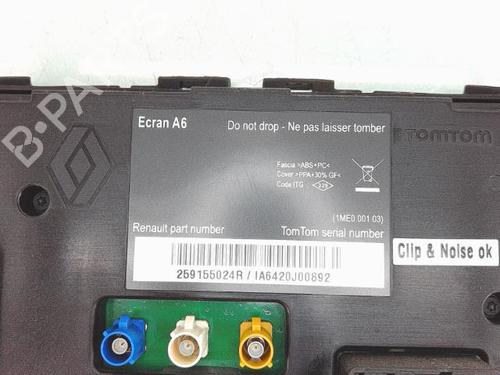 Ecran A6
Do not drop - Ne pas laisser tomber
TOMTOM
Fascia >ABS+PC<
Cover >PPA+30% GF<
Code ITG
(1ME0.001.03)
Renault part number
TomTom serial number
Clip & Noise ok
259155024R / IA6420J00892
B-PARTS